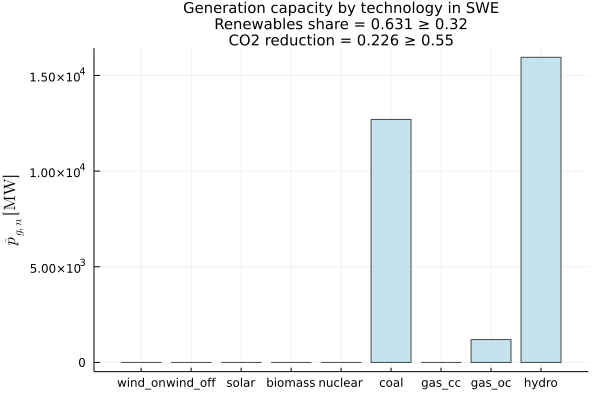 Generation capacity by technology in SWE
Renewables share = 0.631 ≥ 0.32
CO2 reduction = 0.226 ≥ 0.55
1.50×10⁴
1.00×10⁴
5.00×10³
0
p̄_{g,n} [MW]
wind_on wind_off solar biomass nuclear coal gas_cc gas_oc hydro